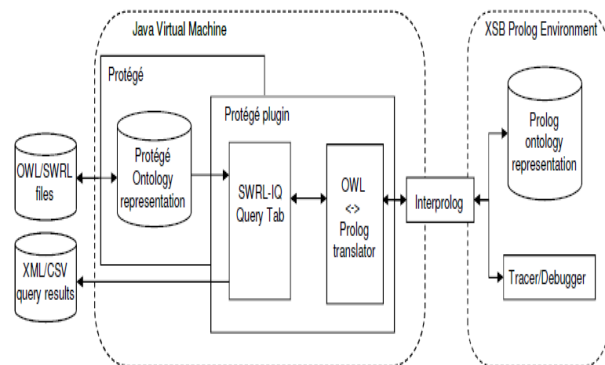 Java Virtual Machine
XSB Prolog Environment
Protégé
Protégé plugin
OWL/SWRL
files
Protégé
Ontology
representation
SWRL-IQ
Query Tab
OWL
<->
Prolog
translator
Interprolog
Prolog
ontology
representation
XML/CSV
query results
Tracer/Debugger